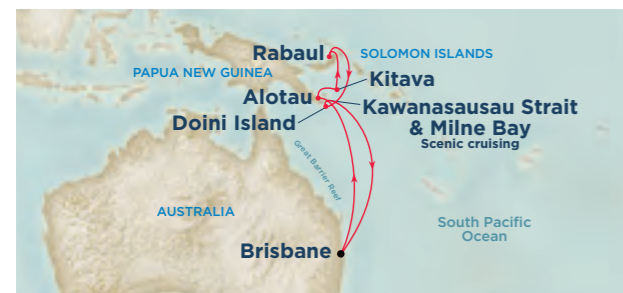 Rabaul
SOLOMON ISLANDS
PAPUA NEW GUINEA
Kitava
Alotau
Kawanasausau Strait
& Milne Bay
Scenic cruising
Doini Island
Great Barrier Reef
AUSTRALIA
South Pacific
Ocean
Brisbane